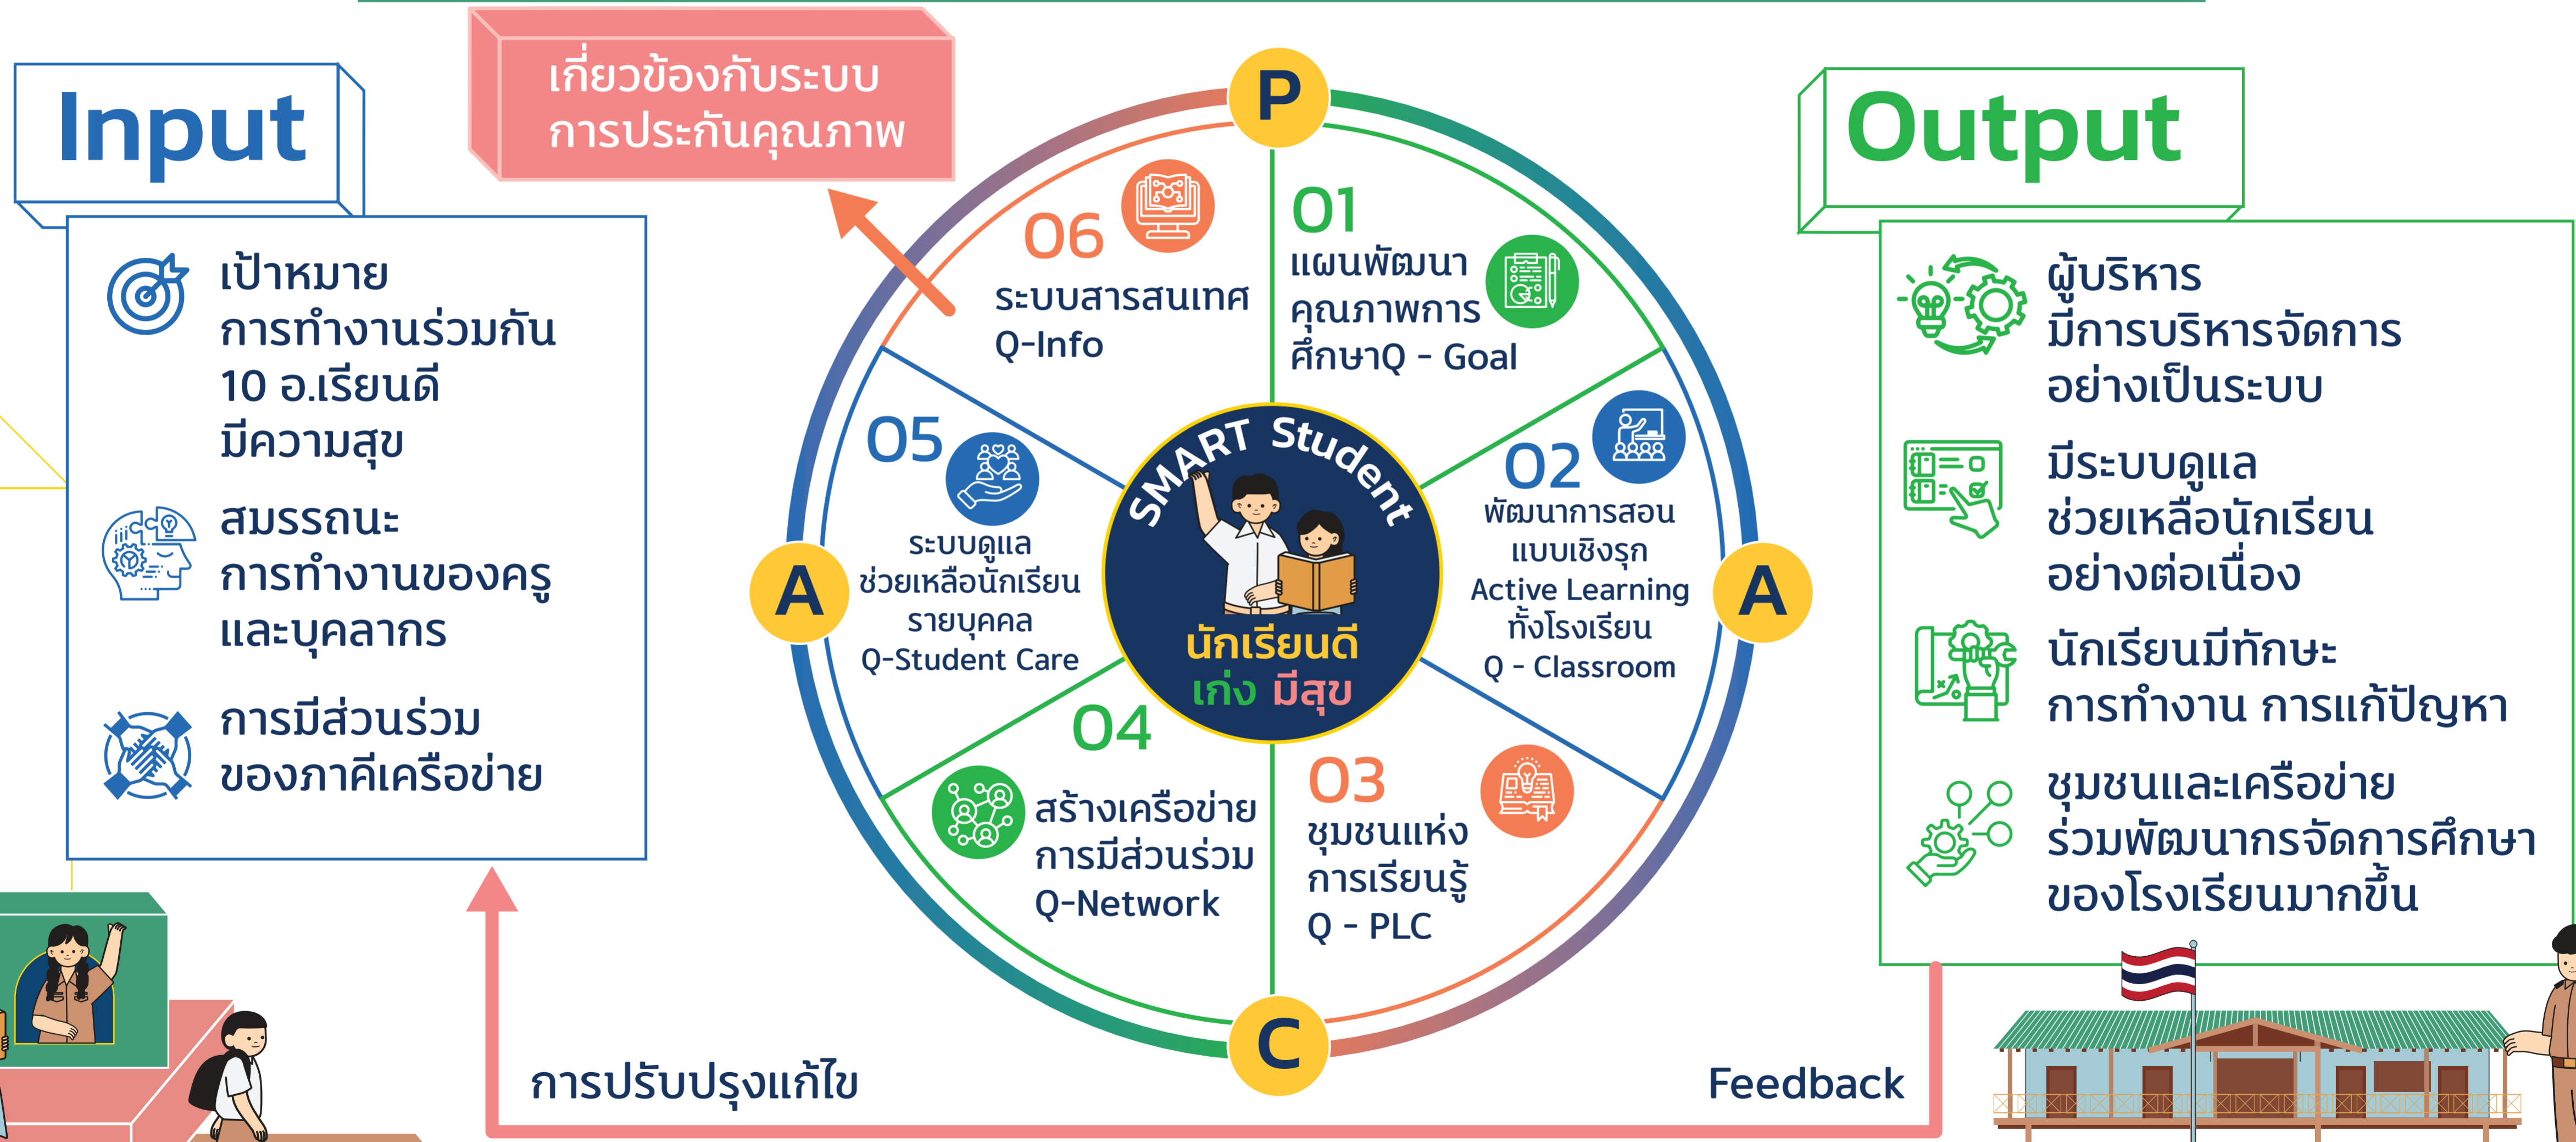 Input
เป้าหมาย
การทำงานร่วมกัน
10 อ.เรียนดี
มีความสุข
สมรรถนะ
การทำงานของครู
และบุคลากร
การมีส่วนร่วม
ของภาคีเครือข่าย
เกี่ยวข้องกับระบบ
การประกันคุณภาพ
P
A
C
A
01
แผนพัฒนา
คุณภาพการ
ศึกษาQ - Goal
02
พัฒนาการสอน
แบบเชิงรุก
Active Learning
ทั้งโรงเรียน
Q - Classroom
03
ชุมชนแห่ง
การเรียนรู้
Q - PLC
04
สร้างเครือข่าย
การมีส่วนร่วม
Q-Network
05
ระบบดูแล
ช่วยเหลือนักเรียน
รายบุคคล
Q-Student Care
06
ระบบสารสนเทศ
Q-Info
SMART Student
นักเรียนดี
เก่ง มีสุข
Output
ผู้บริหาร
มีการบริหารจัดการ
อย่างเป็นระบบ
มีระบบดูแล
ช่วยเหลือนักเรียน
อย่างต่อเนื่อง
นักเรียนมีทักษะ
การทำงาน การแก้ปัญหา
ชุมชนและเครือข่าย
ร่วมพัฒนากรจัดการศึกษา
ของโรงเรียนมากขึ้น
การปรับปรุงแก้ไข
Feedback